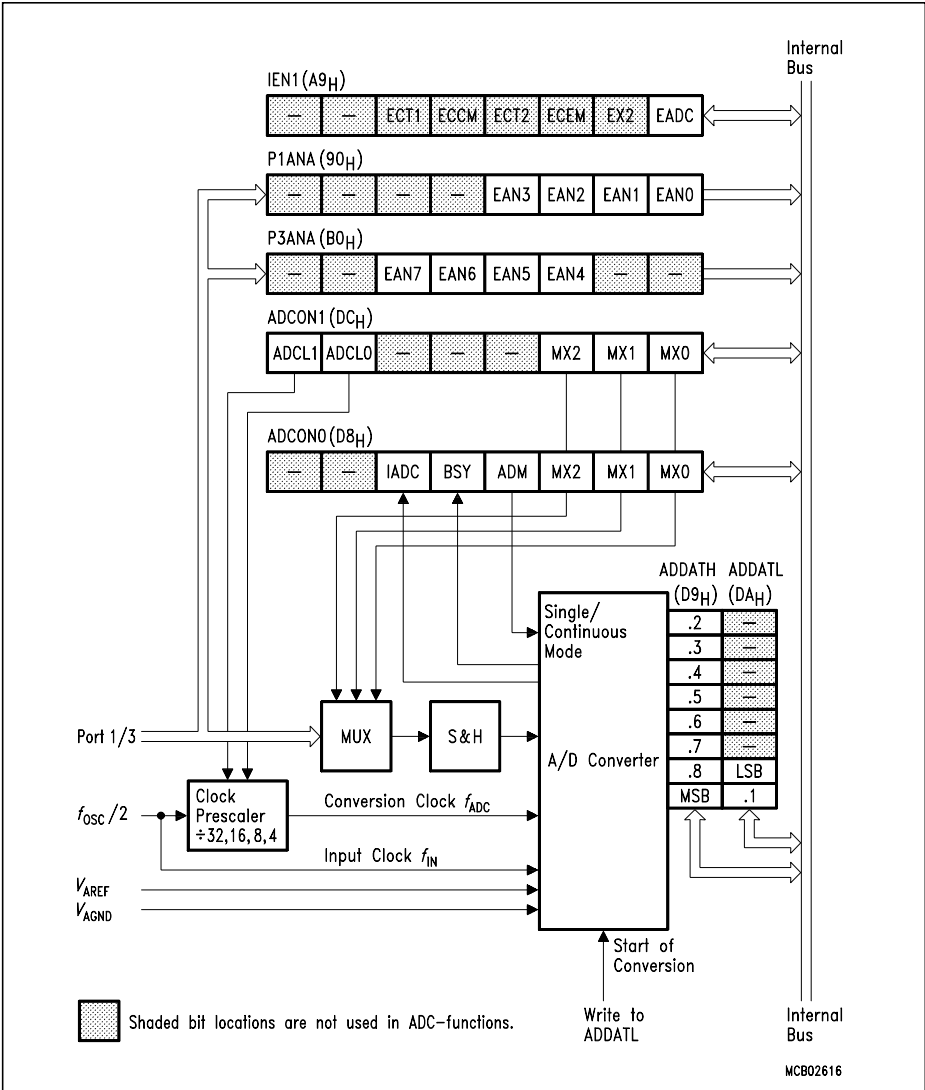 Internal
Bus
IEN1 (A9H)
— — ECT1 ECCM ECT2 ECEM EX2 EADC
P1ANA (90H)
— — — — EAN3 EAN2 EAN1 EAN0
P3ANA (B0H)
— — EAN7 EAN6 EAN5 EAN4 — —
ADCON1 (DCH)
ADCL1 ADCL0 — — — MX2 MX1 MX0
ADCON0 (D8H)
— — IADC BSY ADM MX2 MX1 MX0
ADDATH ADDATL
(D9H) (DAH)
Single/
Continuous
Mode
.2 —
.3 —
.4 —
.5 —
.6 —
.7 —
.8 LSB
MSB .1
Port 1/3
MUX
S&H
A/D Converter
fOSC/2
Clock
Prescaler
÷32,16,8,4
Conversion Clock fADC
Input Clock fIN
VAREF
VAGND
Start of
Conversion
Write to
ADDATL
Shaded bit locations are not used in ADC-functions.
Internal
Bus
MCB02616